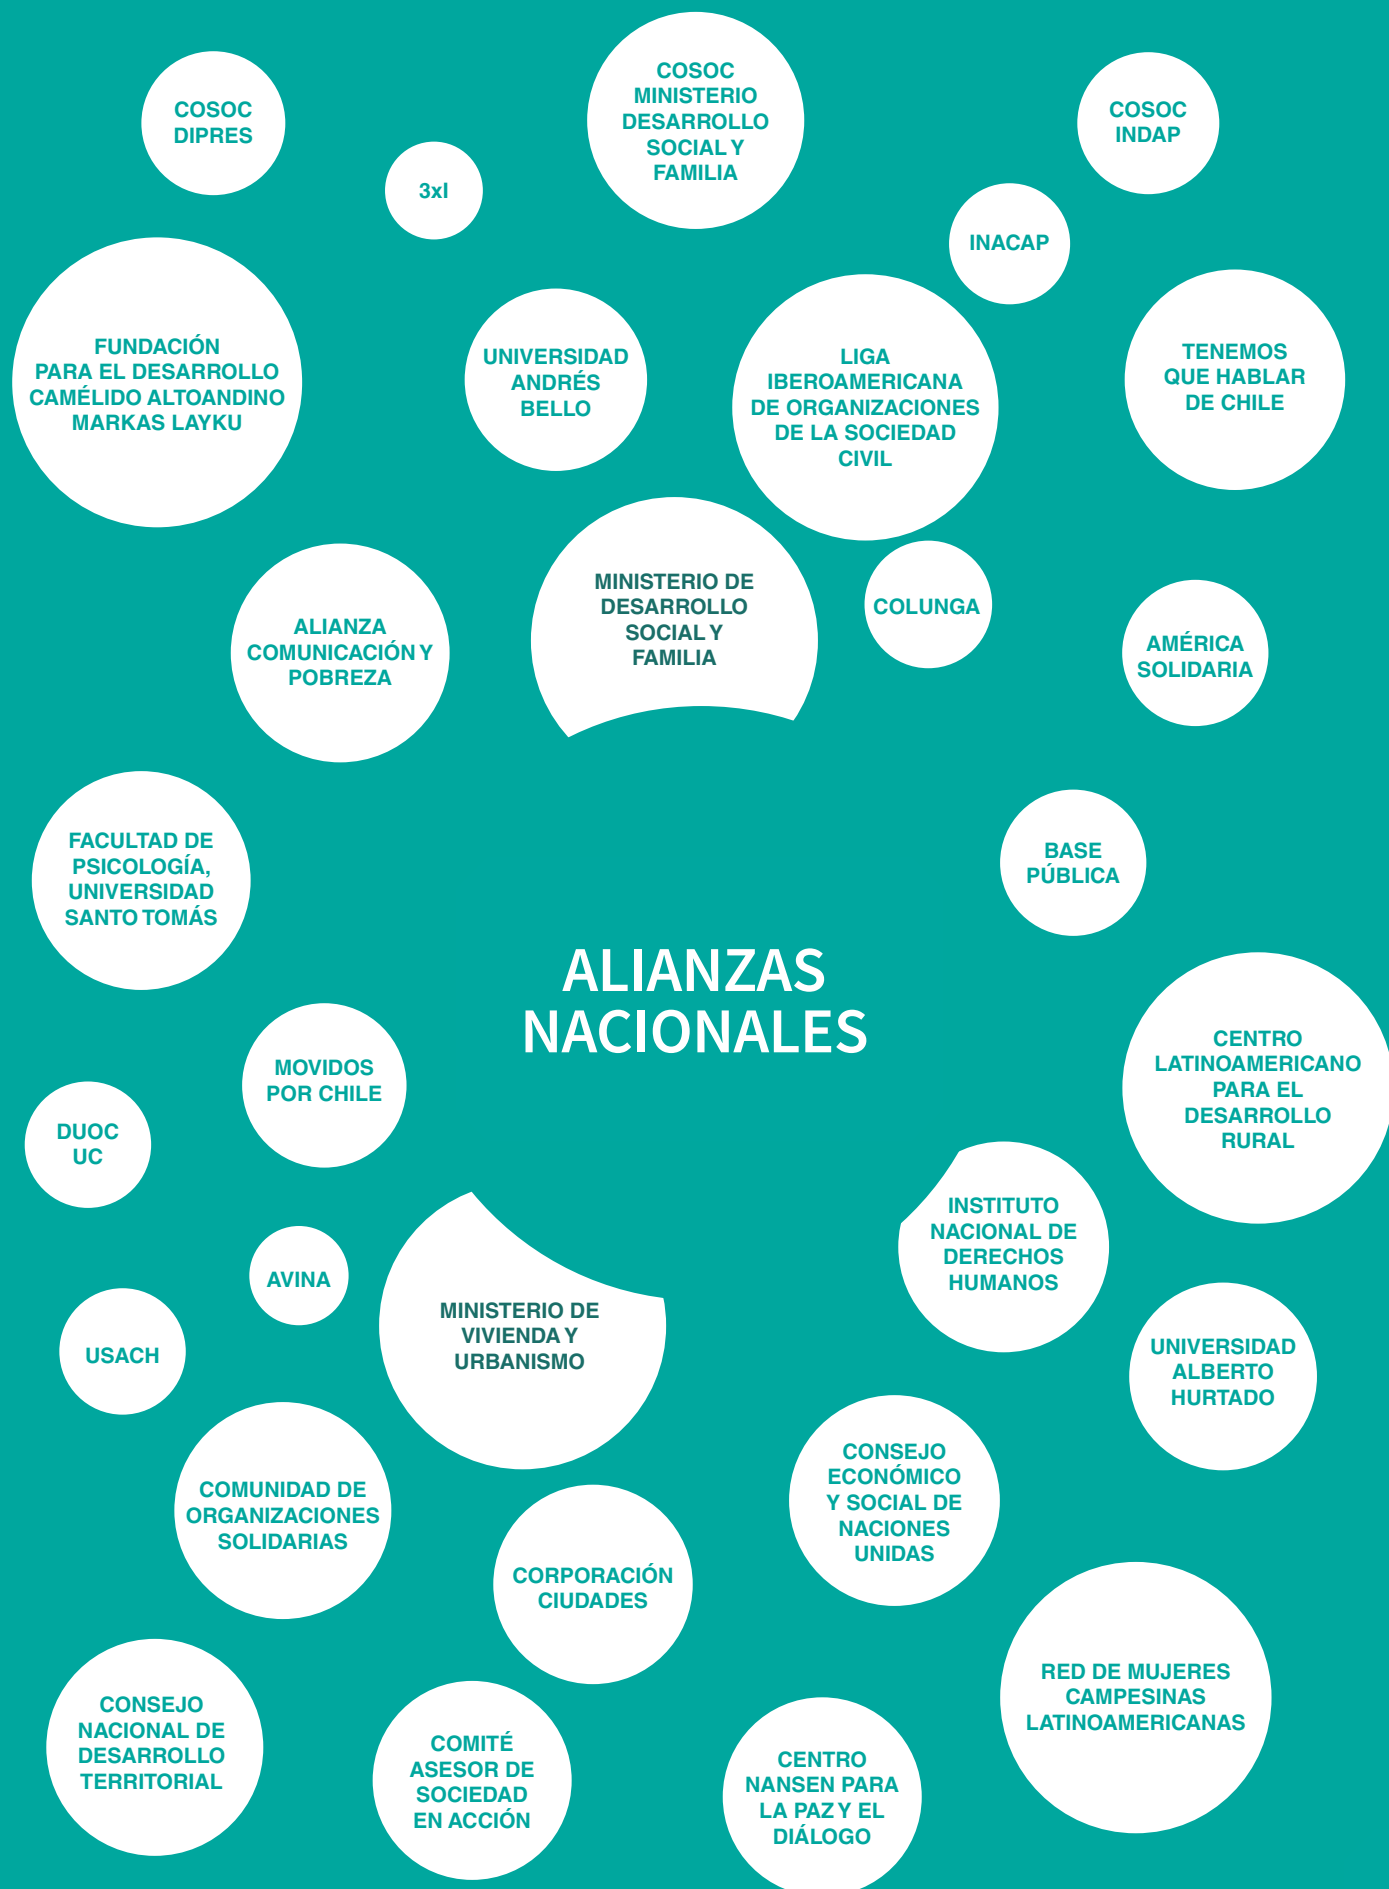 COSOC
DIPRES
3xI
COSOC
MINISTERIO
DESARROLLO
SOCIAL Y
FAMILIA
COSOC
INDAP
INACAP
FUNDACIÓN
PARA EL DESARROLLO
CAMÉLIDO ALTOANDINO
MARKAS LAYKU
UNIVERSIDAD
ANDRÉS
BELLO
LIGA
IBEROAMERICANA
DE ORGANIZACIONES
DE LA SOCIEDAD
CIVIL
TENEMOS
QUE HABLAR
DE CHILE
ALIANZA
COMUNICACIÓN Y
POBREZA
MINISTERIO DE
DESARROLLO
SOCIAL Y
FAMILIA
COLUNGA
AMÉRICA
SOLIDARIA
FACULTAD DE
PSICOLOGÍA,
UNIVERSIDAD
SANTO TOMÁS
BASE
PÚBLICA
ALIANZAS
NACIONALES
MOVIDOS
POR CHILE
CENTRO
LATINOAMERICANO
PARA EL
DESARROLLO
RURAL
DUOC
UC
INSTITUTO
NACIONAL DE
DERECHOS
HUMANOS
AVINA
MINISTERIO DE
VIVIENDA Y
URBANISMO
USACH
UNIVERSIDAD
ALBERTO
HURTADO
COMUNIDAD DE
ORGANIZACIONES
SOLIDARIAS
CONSEJO
ECONÓMICO
Y SOCIAL DE
NACIONES
UNIDAS
CORPORACIÓN
CIUDADES
RED DE MUJERES
CAMPESINAS
LATINOAMERICANAS
CONSEJO
NACIONAL DE
DESARROLLO
TERRITORIAL
COMITÉ
ASESOR DE
SOCIEDAD
EN ACCIÓN
CENTRO
NANSEN PARA
LA PAZ Y EL
DIÁLOGO